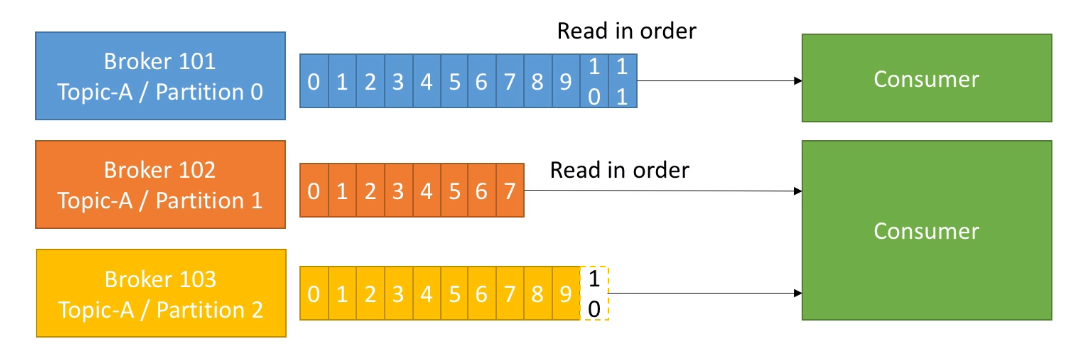 Read in order
Broker 101
Topic-A / Partition 0
0 1 2 3 4 5 6 7 8 9 10 11
Consumer
Broker 102
Topic-A / Partition 1
0 1 2 3 4 5 6 7
Read in order
Consumer
Broker 103
Topic-A / Partition 2
0 1 2 3 4 5 6 7 8 9 10